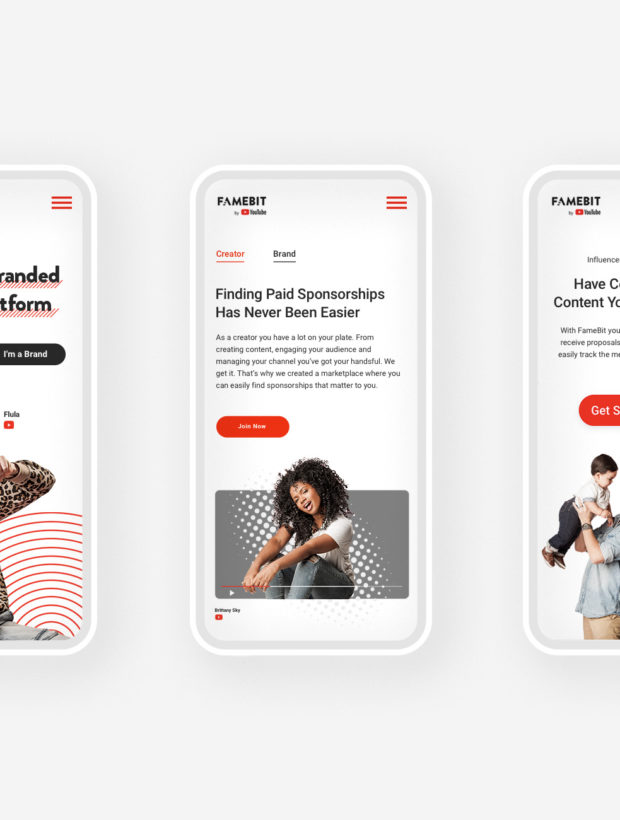 randed
tform
I'm a Brand
Flula
FAMEBIT
by YouTube
Creator
Brand
Finding Paid Sponsorships
Has Never Been Easier
As a creator you have a lot on your plate. From
creating content, engaging your audience and
managing your channel you've got your handsful. We
get it. That's why we created a marketplace where you
can easily find sponsorships that matter to you.
Join Now
Brittany Sky
FAMEBIT
by YouTube
Influence
Have Co
Content Yo
With FameBit you
receive proposals
easily track the me
Get S